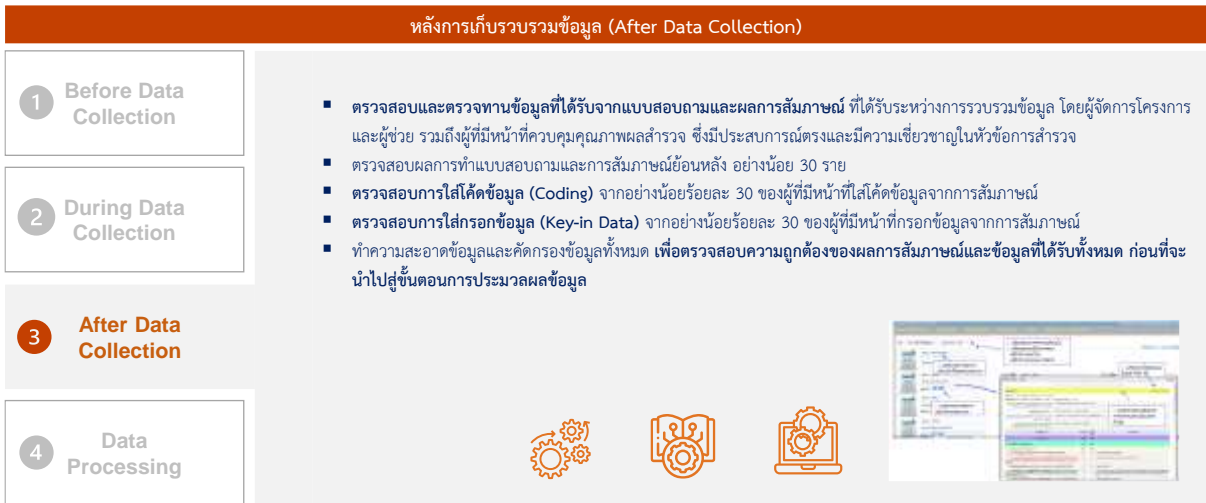 หลังการเก็บรวบรวมข้อมูล (After Data Collection)
1
Before Data
Collection
2
During Data
Collection
3
After Data
Collection
4
Data
Processing
▪ ตรวจสอบและตรวจทานข้อมูลที่ได้รับจากแบบสอบถามและผลการสัมภาษณ์ ที่ได้รับระหว่างการรวบรวมข้อมูล โดยผู้จัดการโครงการ
และผู้ช่วย รวมถึงผู้ที่มีหน้าที่ควบคุมคุณภาพผลสำรวจ ซึ่งมีประสบการณ์ตรงและมีความเชี่ยวชาญในหัวข้อการสำรวจ
▪ ตรวจสอบผลการทำแบบสอบถามและการสัมภาษณ์ย้อนหลัง อย่างน้อย 30 ราย
▪ ตรวจสอบการใส่โค้ดข้อมูล (Coding) จากอย่างน้อยร้อยละ 30 ของผู้ที่มีหน้าที่ใส่โค้ดข้อมูลจากการสัมภาษณ์
▪ ตรวจสอบการใส่กรอกข้อมูล (Key-in Data) จากอย่างน้อยร้อยละ 30 ของผู้ที่มีหน้าที่กรอกข้อมูลจากการสัมภาษณ์
▪ ทำความสะอาดข้อมูลและคัดกรองข้อมูลทั้งหมด เพื่อตรวจสอบความถูกต้องของผลการสัมภาษณ์และข้อมูลที่ได้รับทั้งหมด ก่อนที่จะ
นำไปสู่ขั้นตอนการประมวลผลข้อมูล